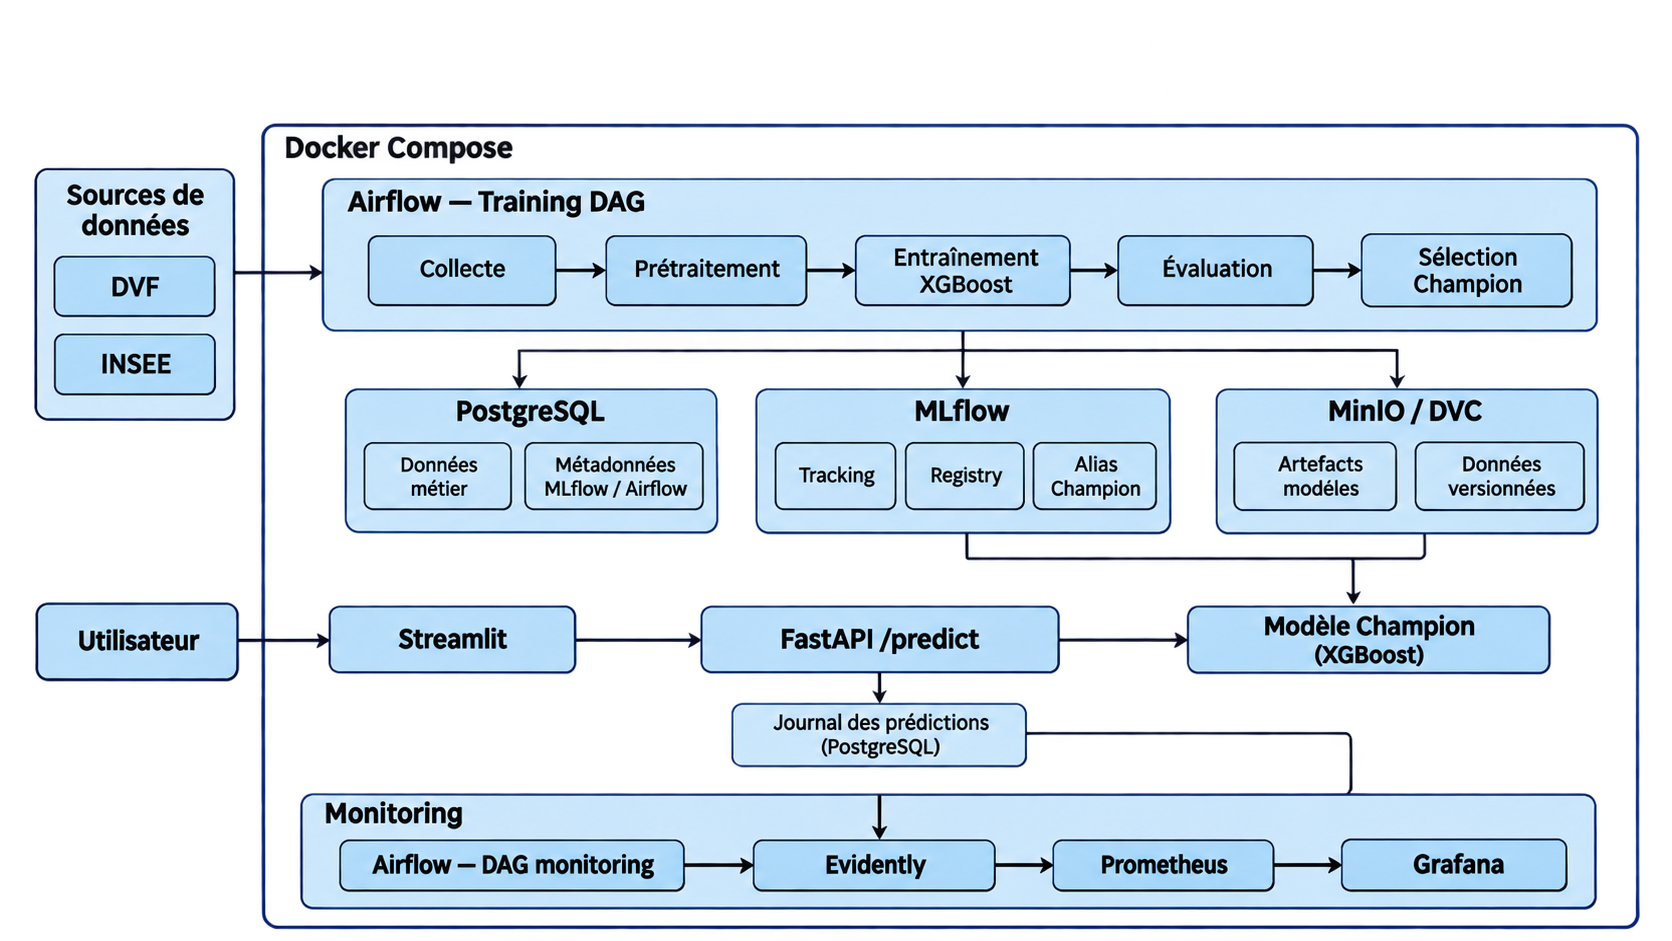 Docker Compose
Sources de
données
DVF
INSEE
Airflow — Training DAG
Collecte
Prétraitement
Entraînement
XGBoost
Évaluation
Sélection
Champion
PostgreSQL
Données
métier
Métadonnées
MLflow / Airflow
MLflow
Tracking
Registry
Alias
Champion
MinIO / DVC
Artefacts
modéles
Données
versionnées
Utilisateur
Streamlit
FastAPI /predict
Modèle Champion
(XGBoost)
Journal des prédictions
(PostgreSQL)
Monitoring
Airflow — DAG monitoring
Evidently
Prometheus
Grafana